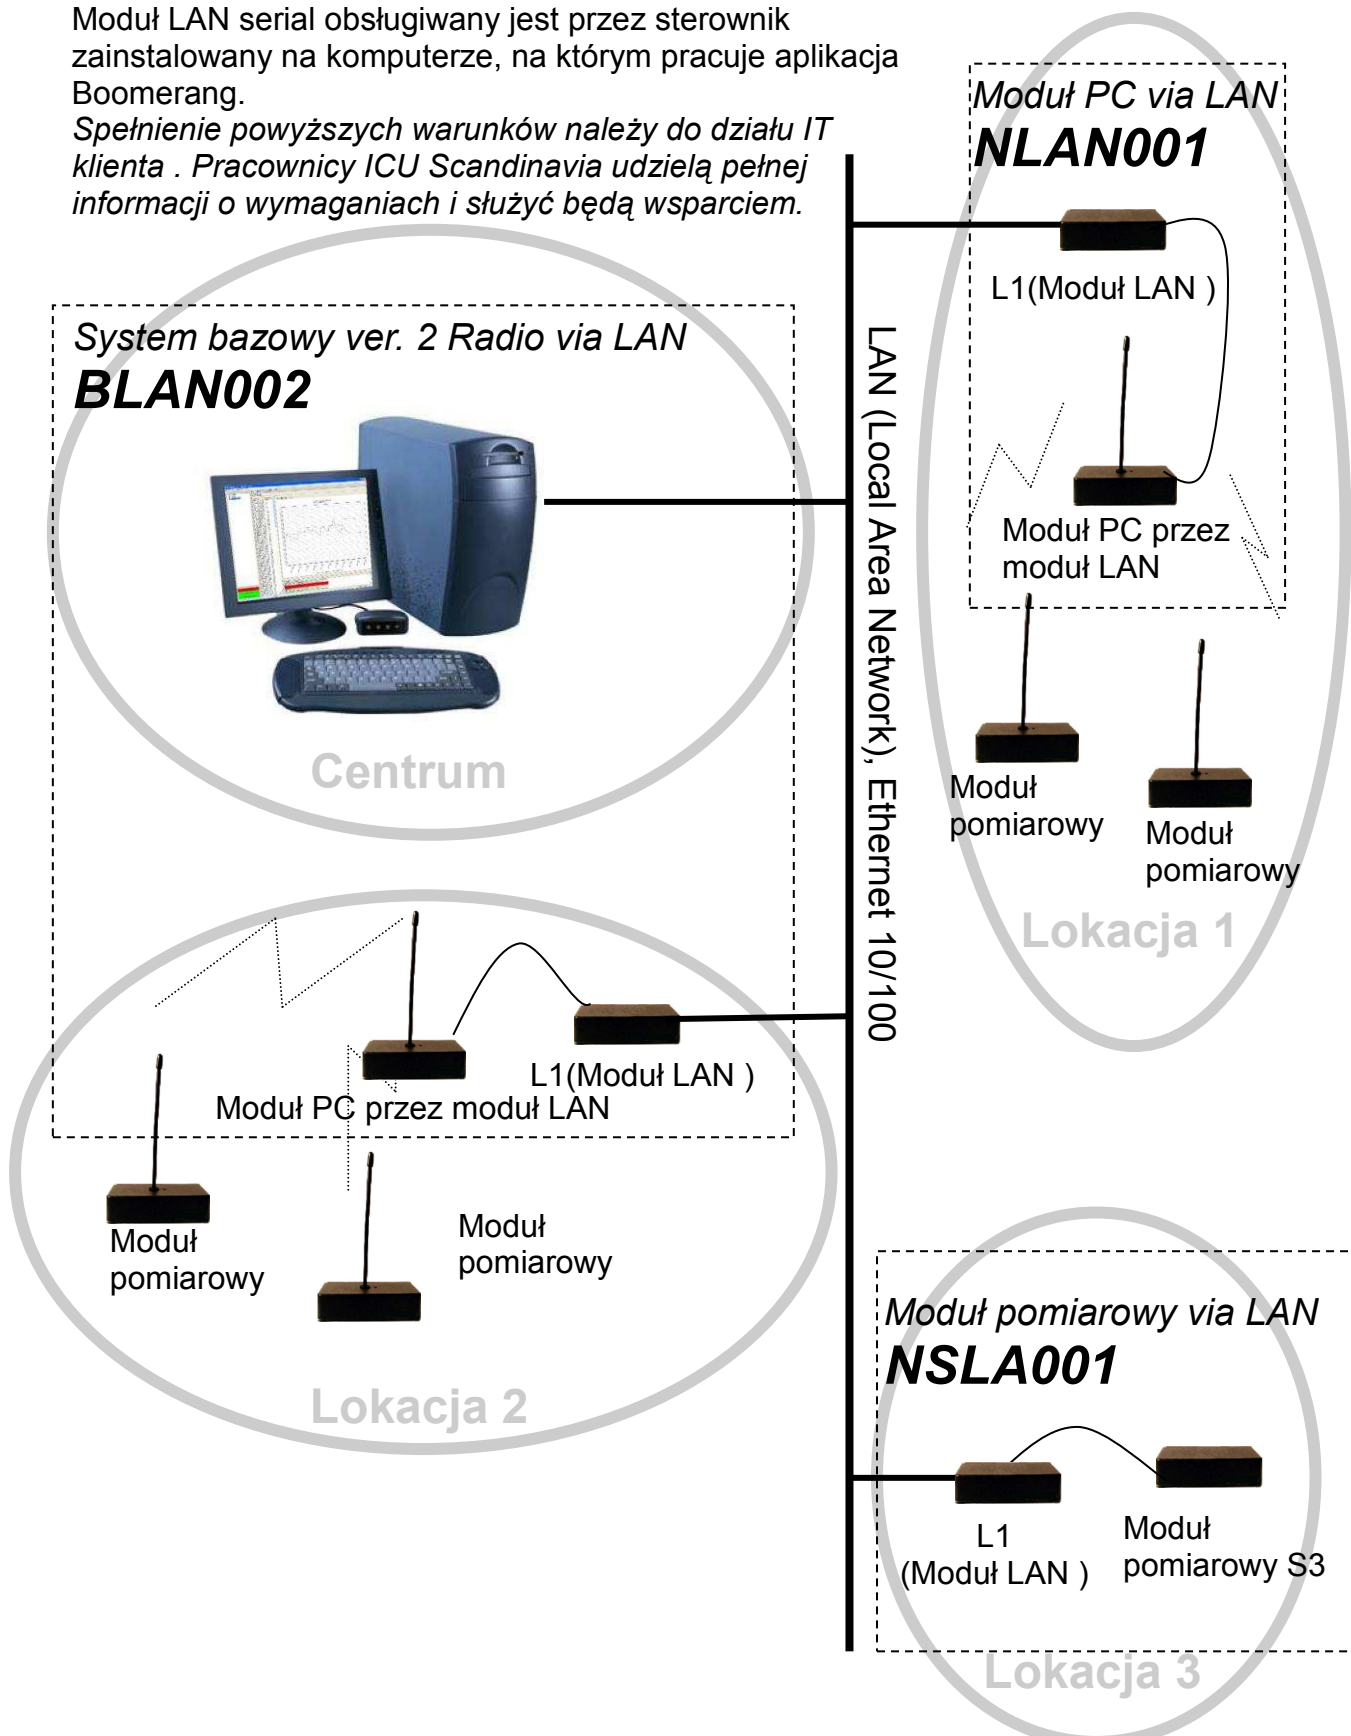 Moduł LAN serial obsługiwany jest przez sterownik
zainstalowany na komputerze, na którym pracuje aplikacja
Boomerang.
Spełnienie powyższych warunków należy do działu IT
klienta . Pracownicy ICU Scandinavia udzielą pełnej
informacji o wymaganiach i służyć będą wsparciem.
Moduł PC via LAN
NLAN001
L1(Moduł LAN )
Moduł PC przez
moduł LAN
Moduł
pomiarowy
Moduł
pomiarowy
Lokacja 1
System bazowy ver. 2 Radio via LAN
BLAN002
Centrum
LAN (Local Area Network), Ethernet 10/100
L1(Moduł LAN )
Moduł PC przez moduł LAN
Moduł
pomiarowy
Moduł
pomiarowy
Lokacja 2
Moduł pomiarowy via LAN
NSLA001
L1
(Moduł LAN )
Moduł
pomiarowy S3
Lokacja 3